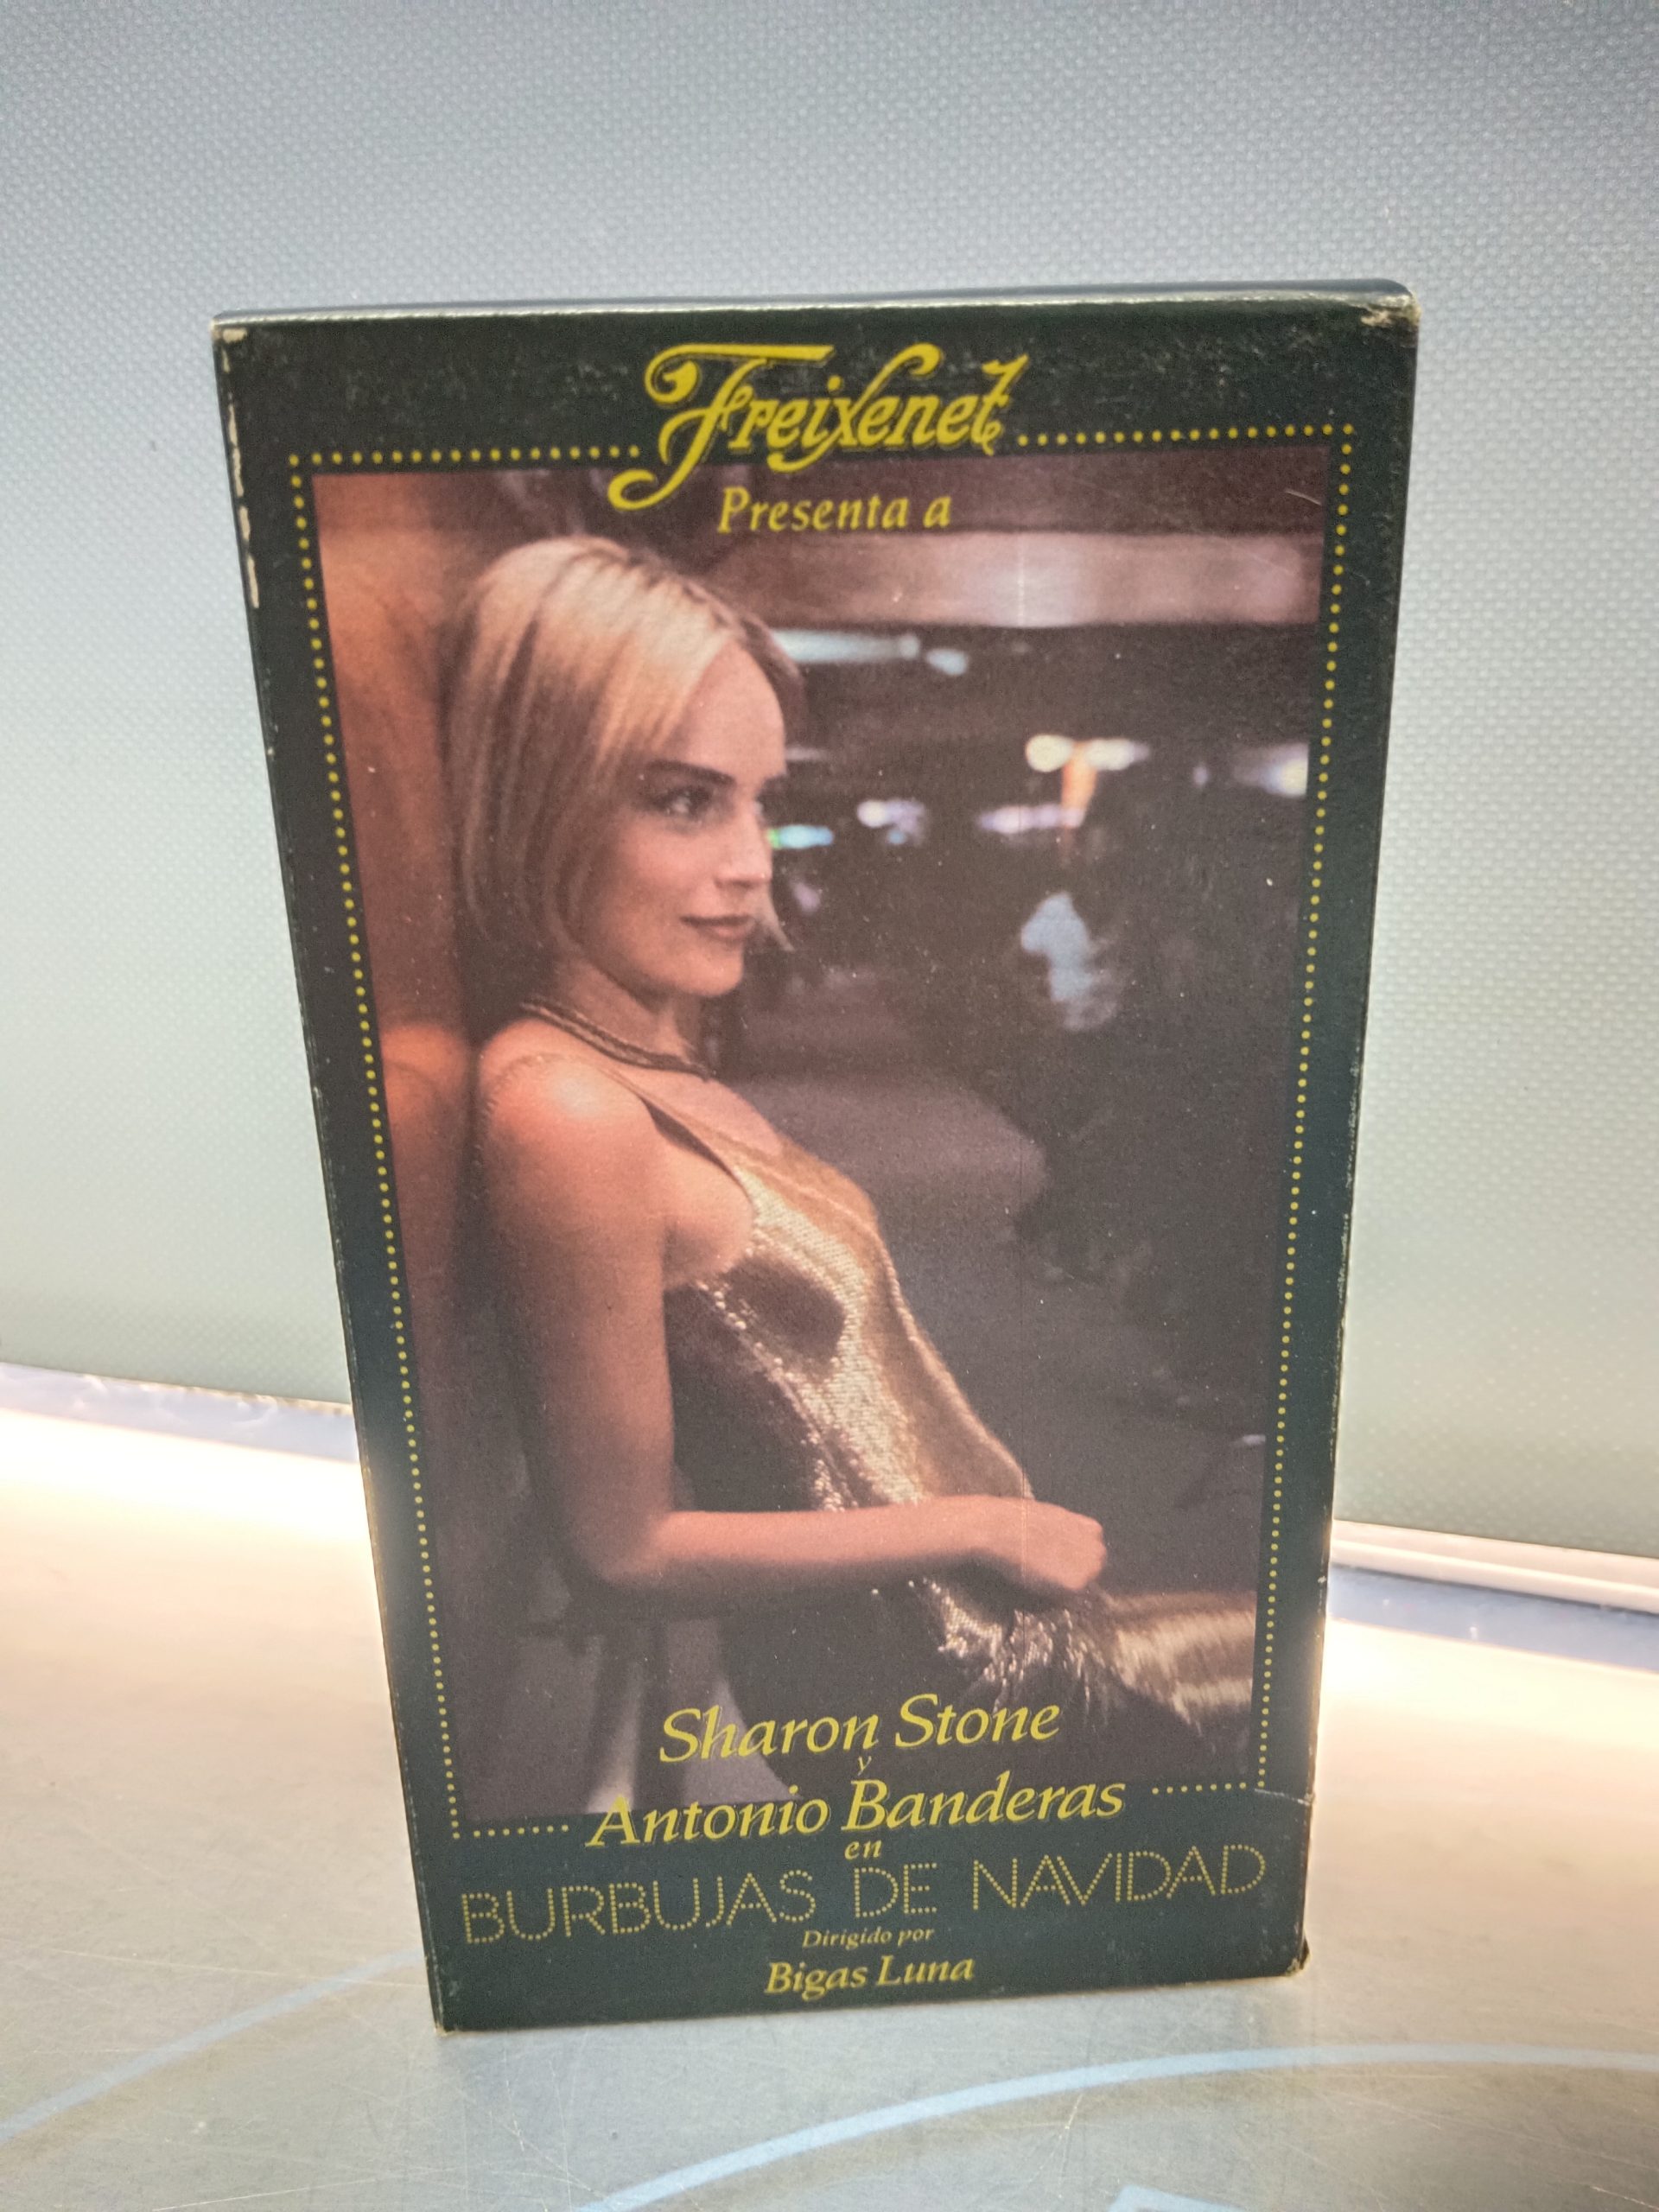 Freixenet
Presenta a
Sharon Stone
y
Antonio Banderas
en
BURBUJAS DE NAVIDAD
Dirigido por
Bigas Luna